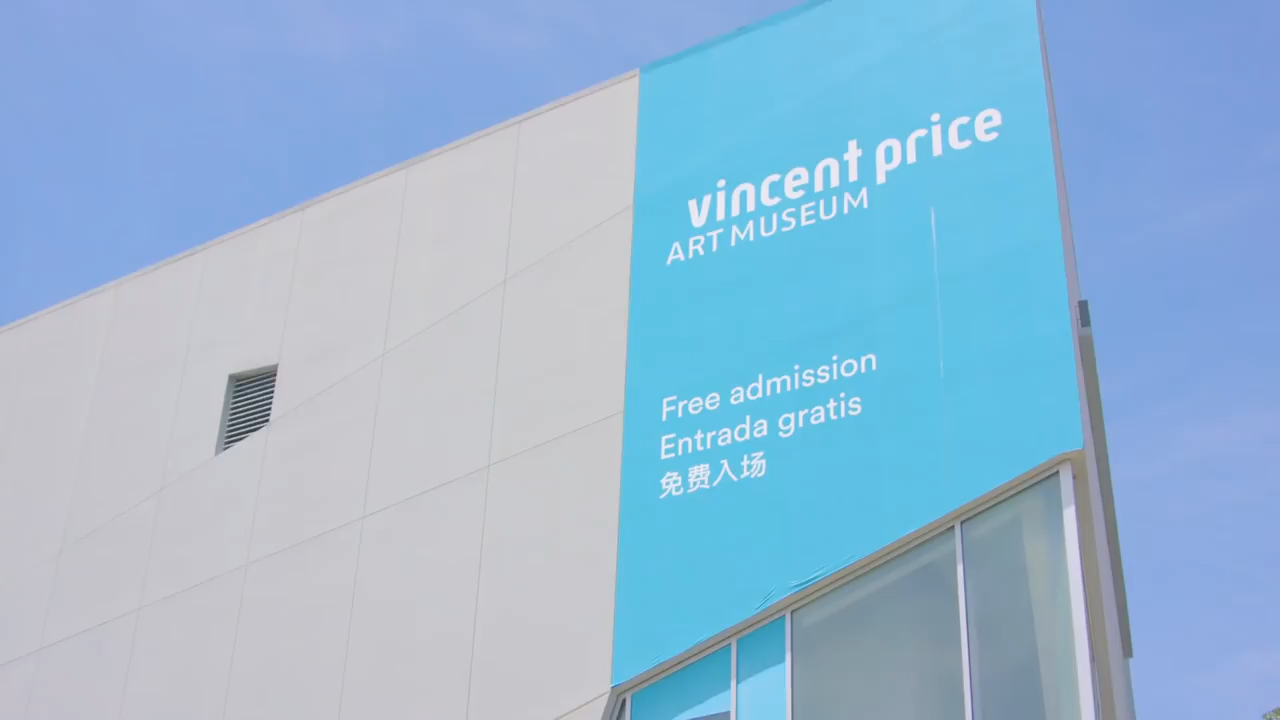 vincent price
ART MUSEUM
Free admission
Entrada gratis
免费入场